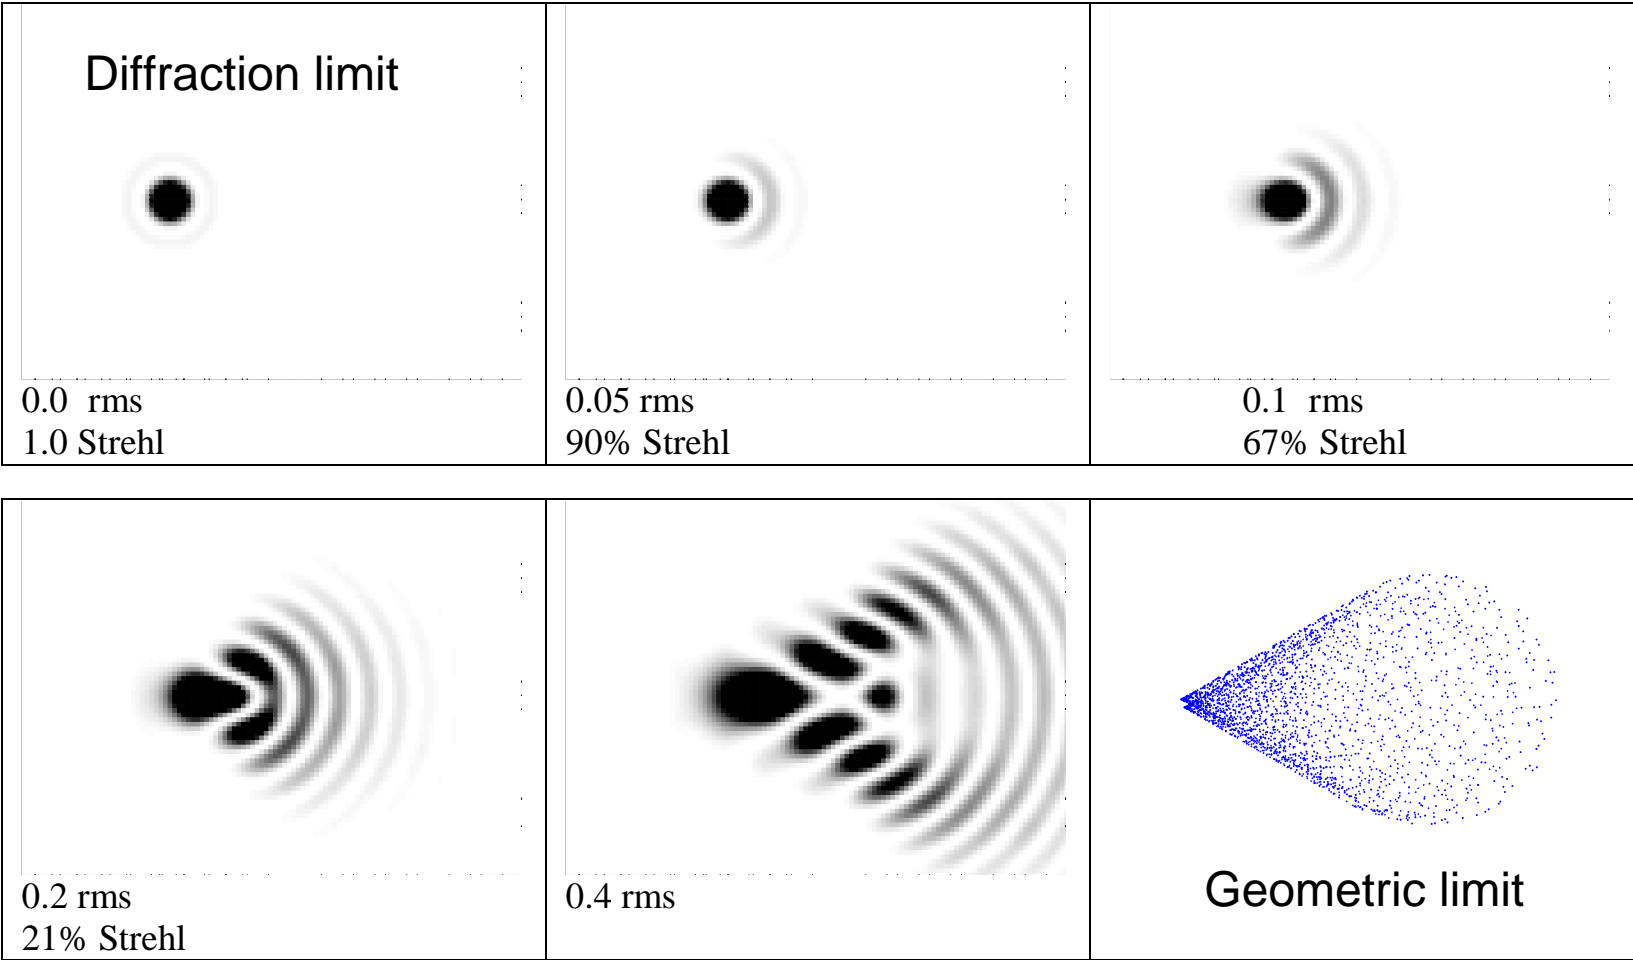 Diffraction limit
0.0 rms
1.0 Strehl
0.05 rms
90% Strehl
0.1 rms
67% Strehl
0.2 rms
21% Strehl
0.4 rms
Geometric limit